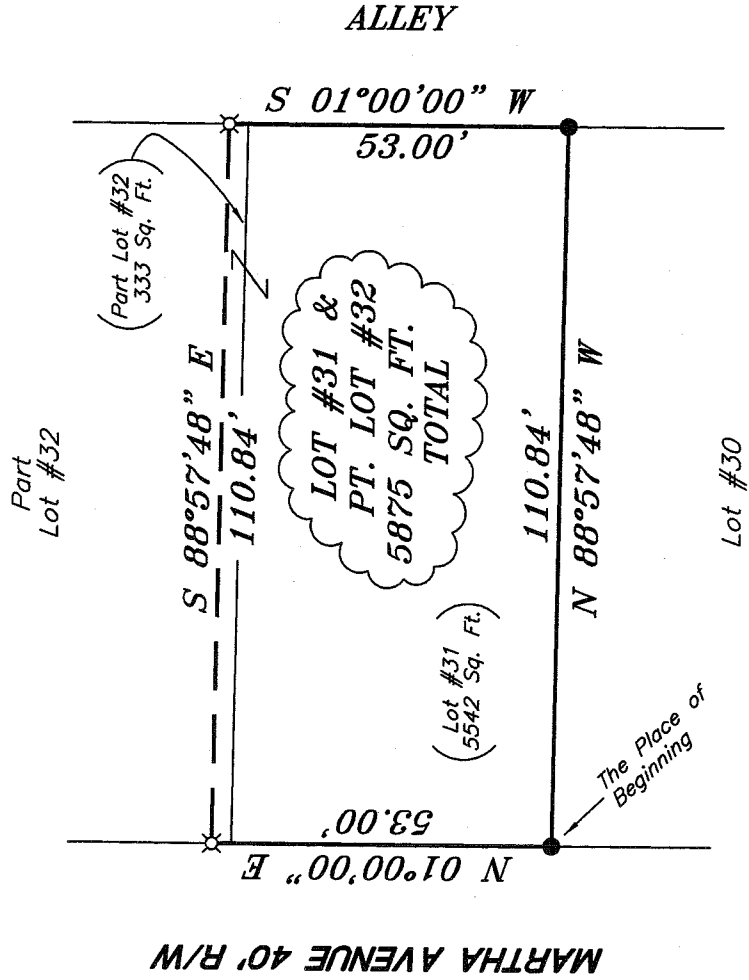 ALLEY
S 01°00'00" W
53.00'
(Part Lot #32
333 Sq. Ft.)
Part
Lot #32
S 88°57'48" E
110.84'
LOT #31 &
PT. LOT #32
5875 SQ. FT.
TOTAL
110.84'
N 88°57'48" W
Lot #30
(Lot #31
5542 Sq. Ft.)
The Place of
Beginning
53.00'
N 01°00'00" E
MARTHA AVENUE 40' R/W